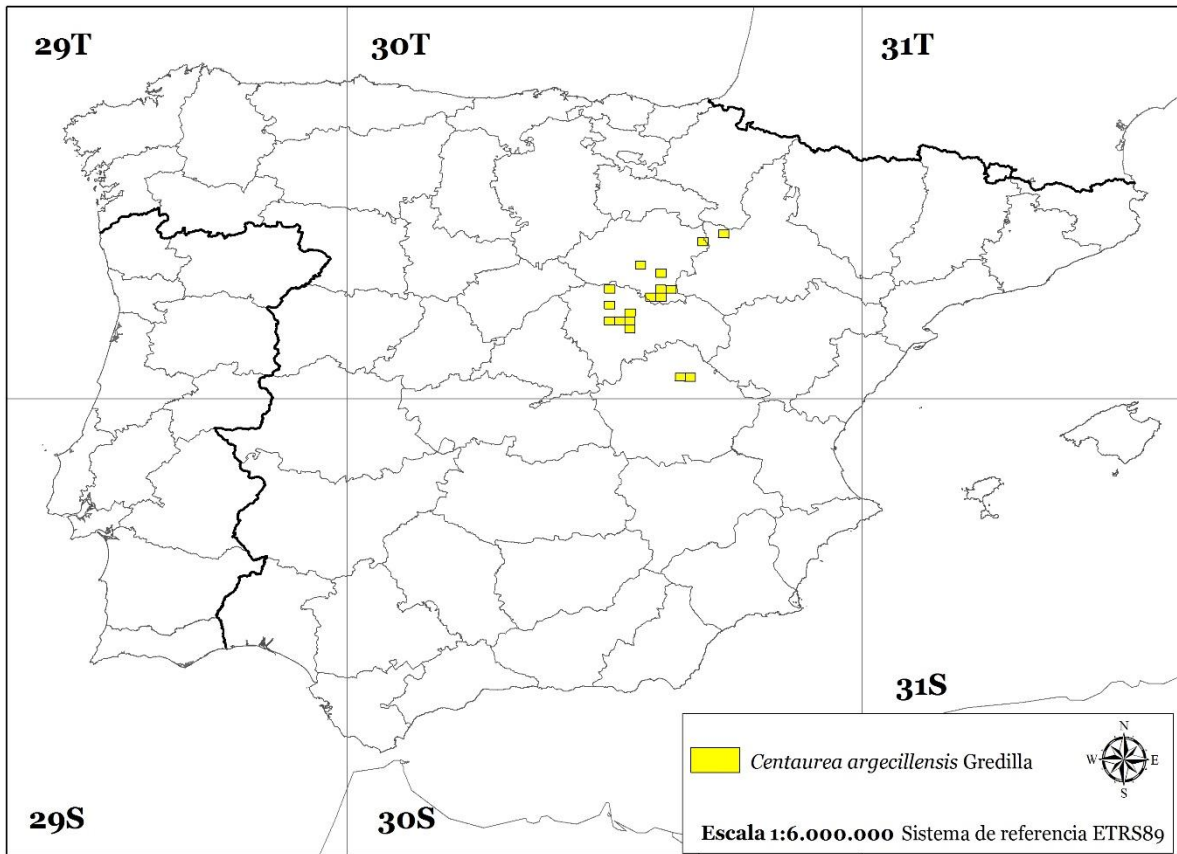 29T 30T 31T
31S
N
Centaurea argecillensis Gredilla W E
S
29S 30S Escala 1:6.000.000 Sistema de referencia ETRS89